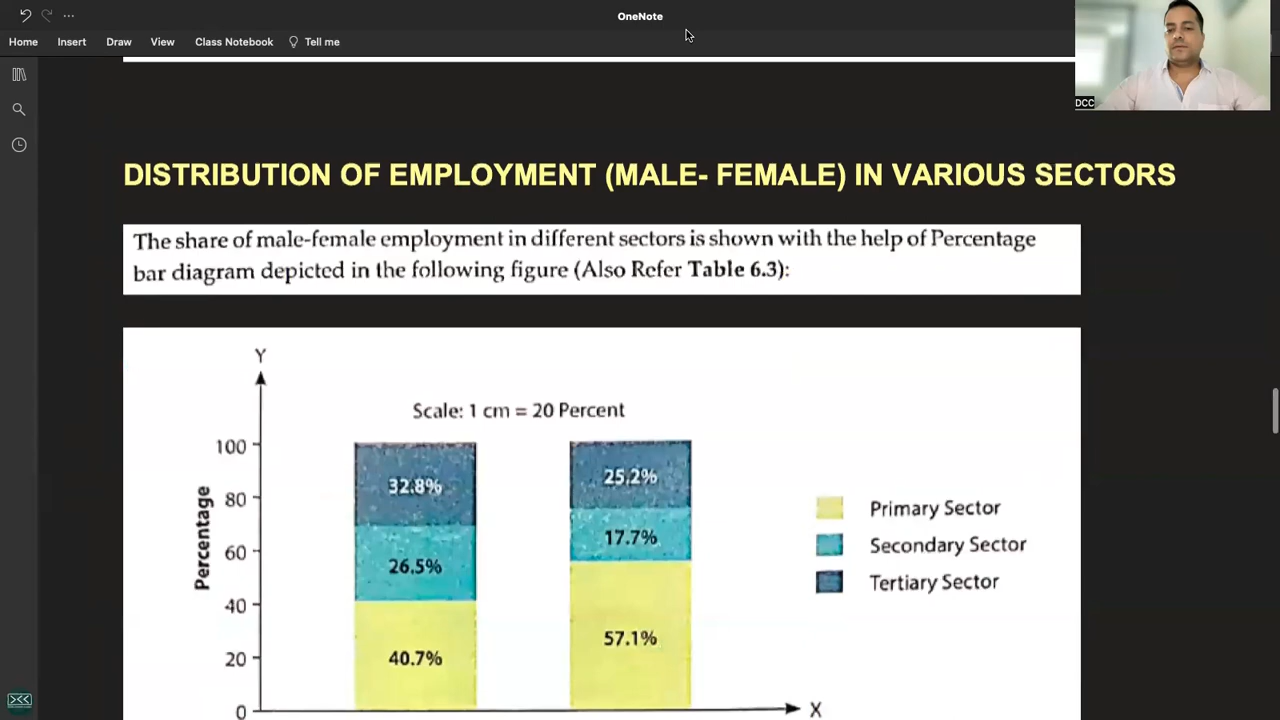 OneNote
Home Insert Draw View Class Notebook Tell me
DCC
DISTRIBUTION OF EMPLOYMENT (MALE- FEMALE) IN VARIOUS SECTORS
The share of male-female employment in different sectors is shown with the help of Percentage
bar diagram depicted in the following figure (Also Refer Table 6.3):
Y
Scale: 1 cm = 20 Percent
Percentage
100
80
60
40
20
0
32.8%
26.5%
40.7%
25.2%
17.7%
57.1%
Primary Sector
Secondary Sector
Tertiary Sector
X